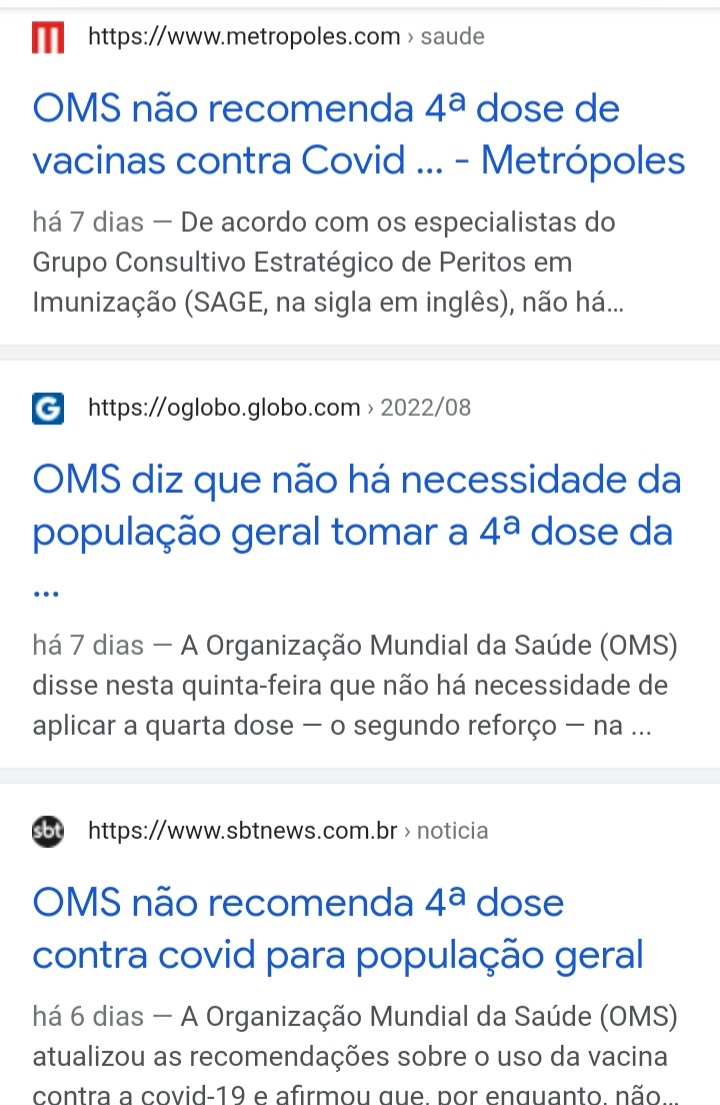 https://www.metropoles.com › saude
OMS não recomenda 4ª dose de
vacinas contra Covid ... - Metrópoles
há 7 dias — De acordo com os especialistas do
Grupo Consultivo Estratégico de Peritos em
Imunização (SAGE, na sigla em inglês), não há...
G
https://oglobo.globo.com › 2022/08
OMS diz que não há necessidade da
população geral tomar a 4ª dose da
...
há 7 dias — A Organização Mundial da Saúde (OMS)
disse nesta quinta-feira que não há necessidade de
aplicar a quarta dose — o segundo reforço — na ...
sbt
https://www.sbtnews.com.br › noticia
OMS não recomenda 4ª dose
contra covid para população geral
há 6 dias — A Organização Mundial da Saúde (OMS)
atualizou as recomendações sobre o uso da vacina
contra a covid-19 e afirmou que, por enquanto, não...